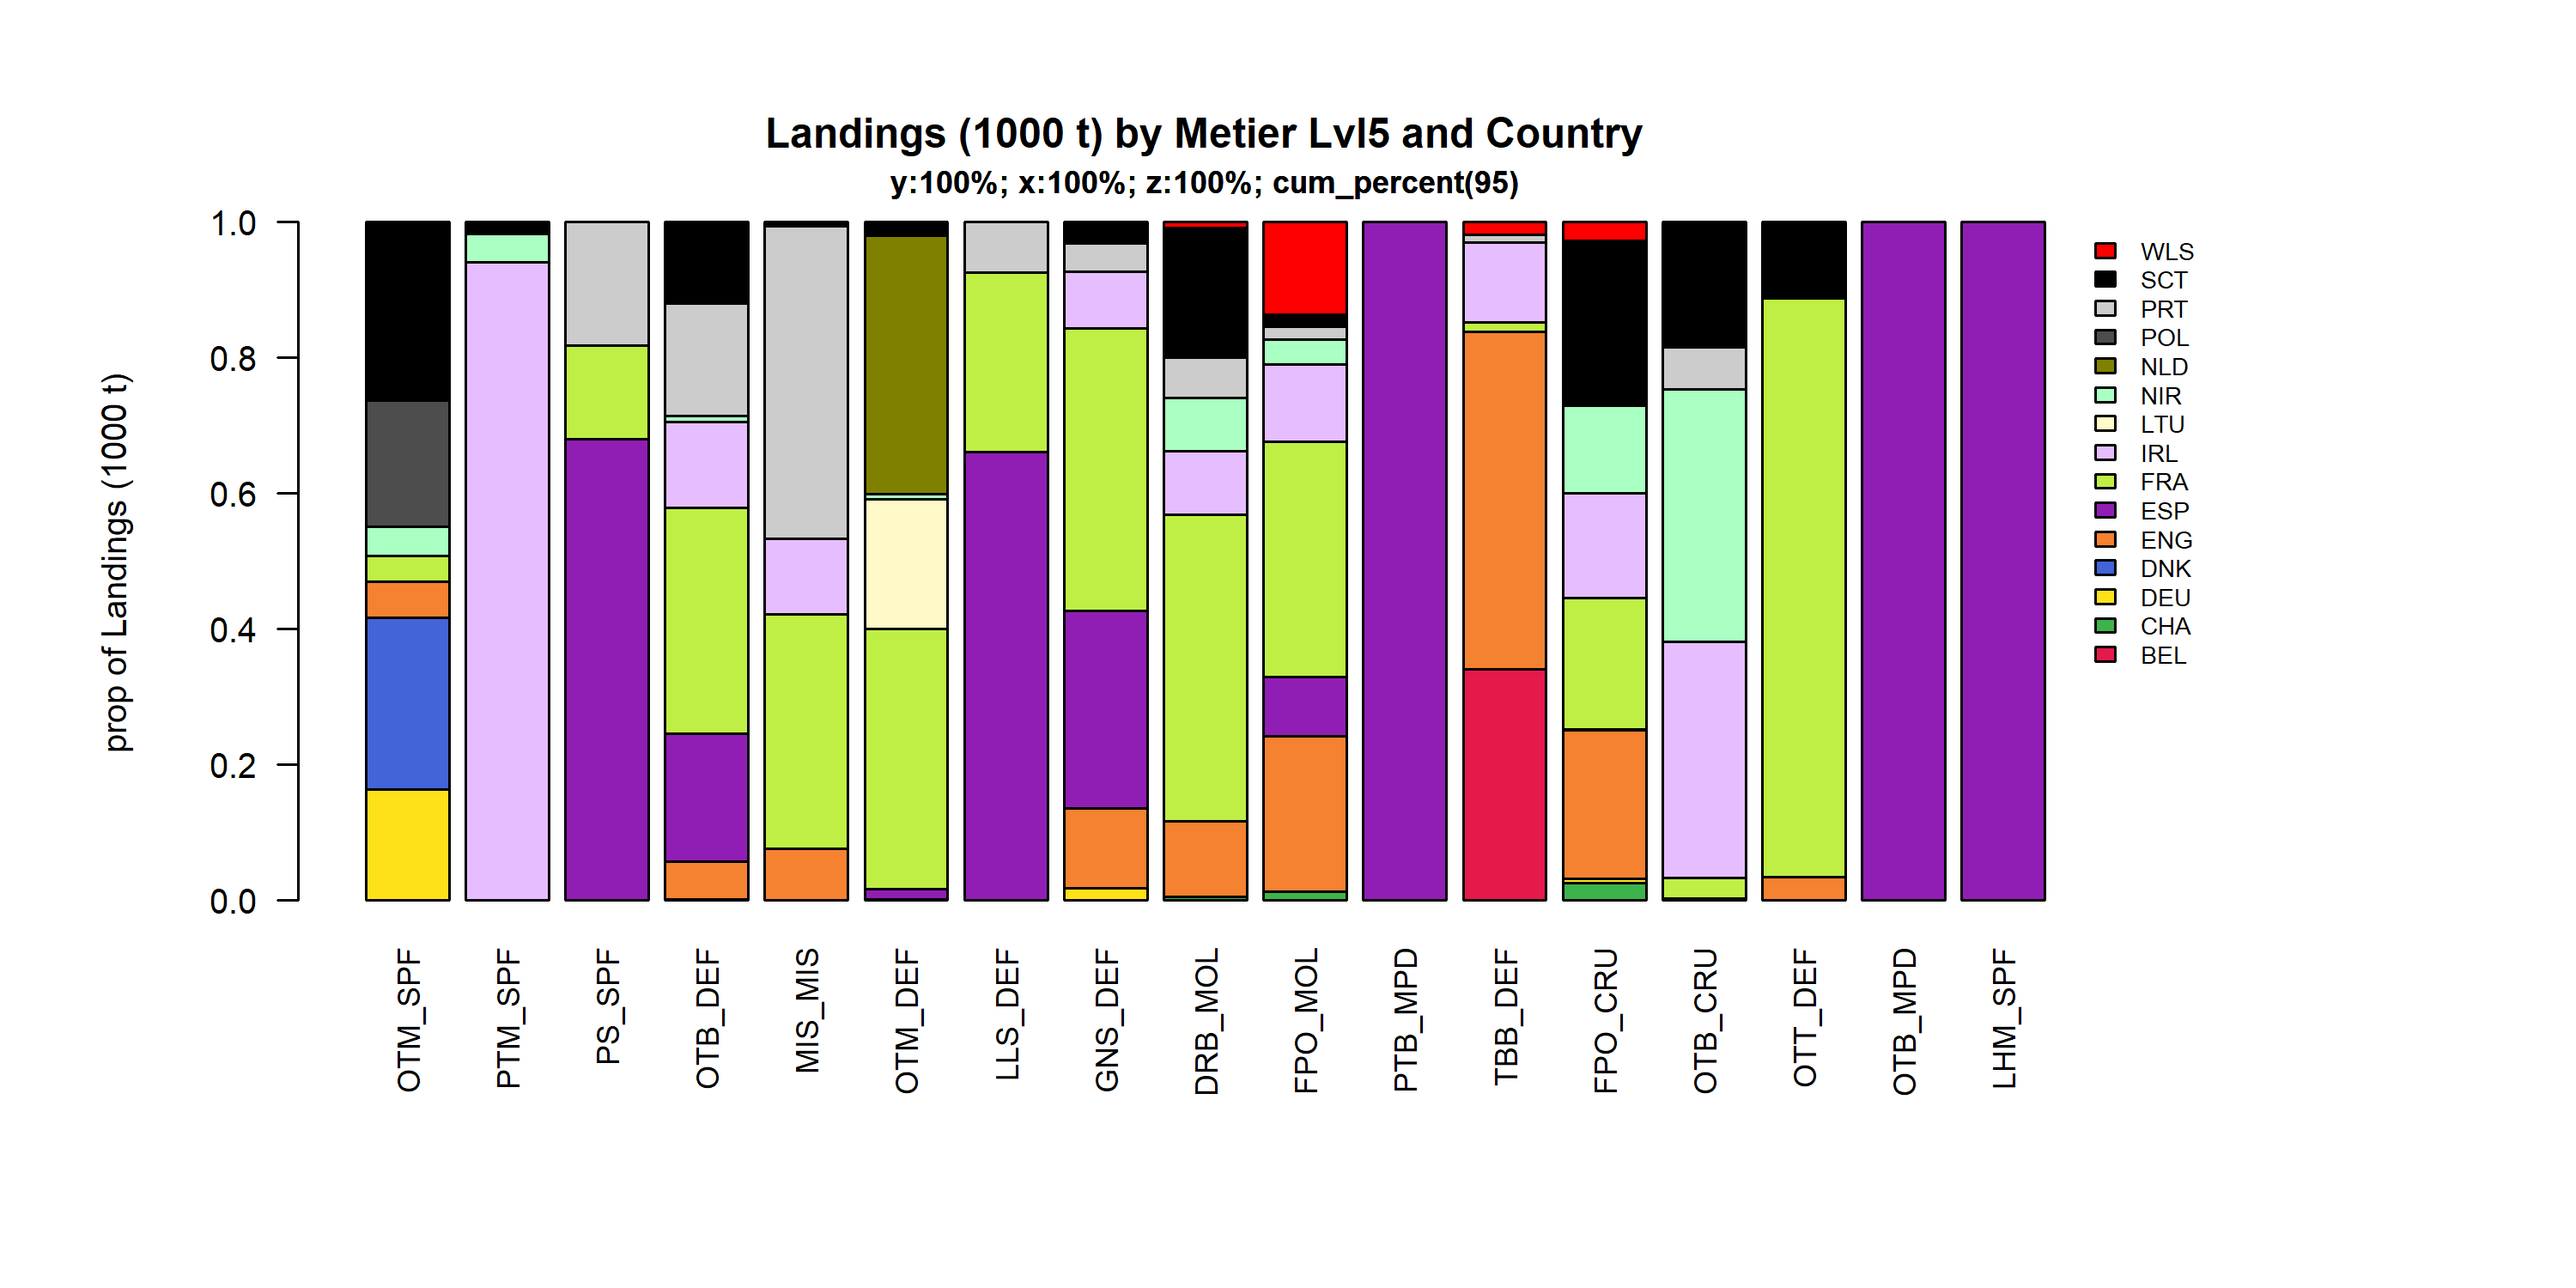 Landings (1000 t) by Metier Lvl5 and Country
y:100%; x:100%; z:100%; cum_percent(95)
prop of Landings (1000 t)
1.0
0.8
0.6
0.4
0.2
0.0
OTM_SPF
PTM_SPF
PS_SPF
OTB_DEF
MIS_MIS
OTM_DEF
LLS_DEF
GNS_DEF
DRB_MOL
FPO_MOL
PTB_MPD
TBB_DEF
FPO_CRU
OTB_CRU
OTT_DEF
OTB_MPD
LHM_SPF
WLS
SCT
PRT
POL
NLD
NIR
LTU
IRL
FRA
ESP
ENG
DNK
DEU
CHA
BEL